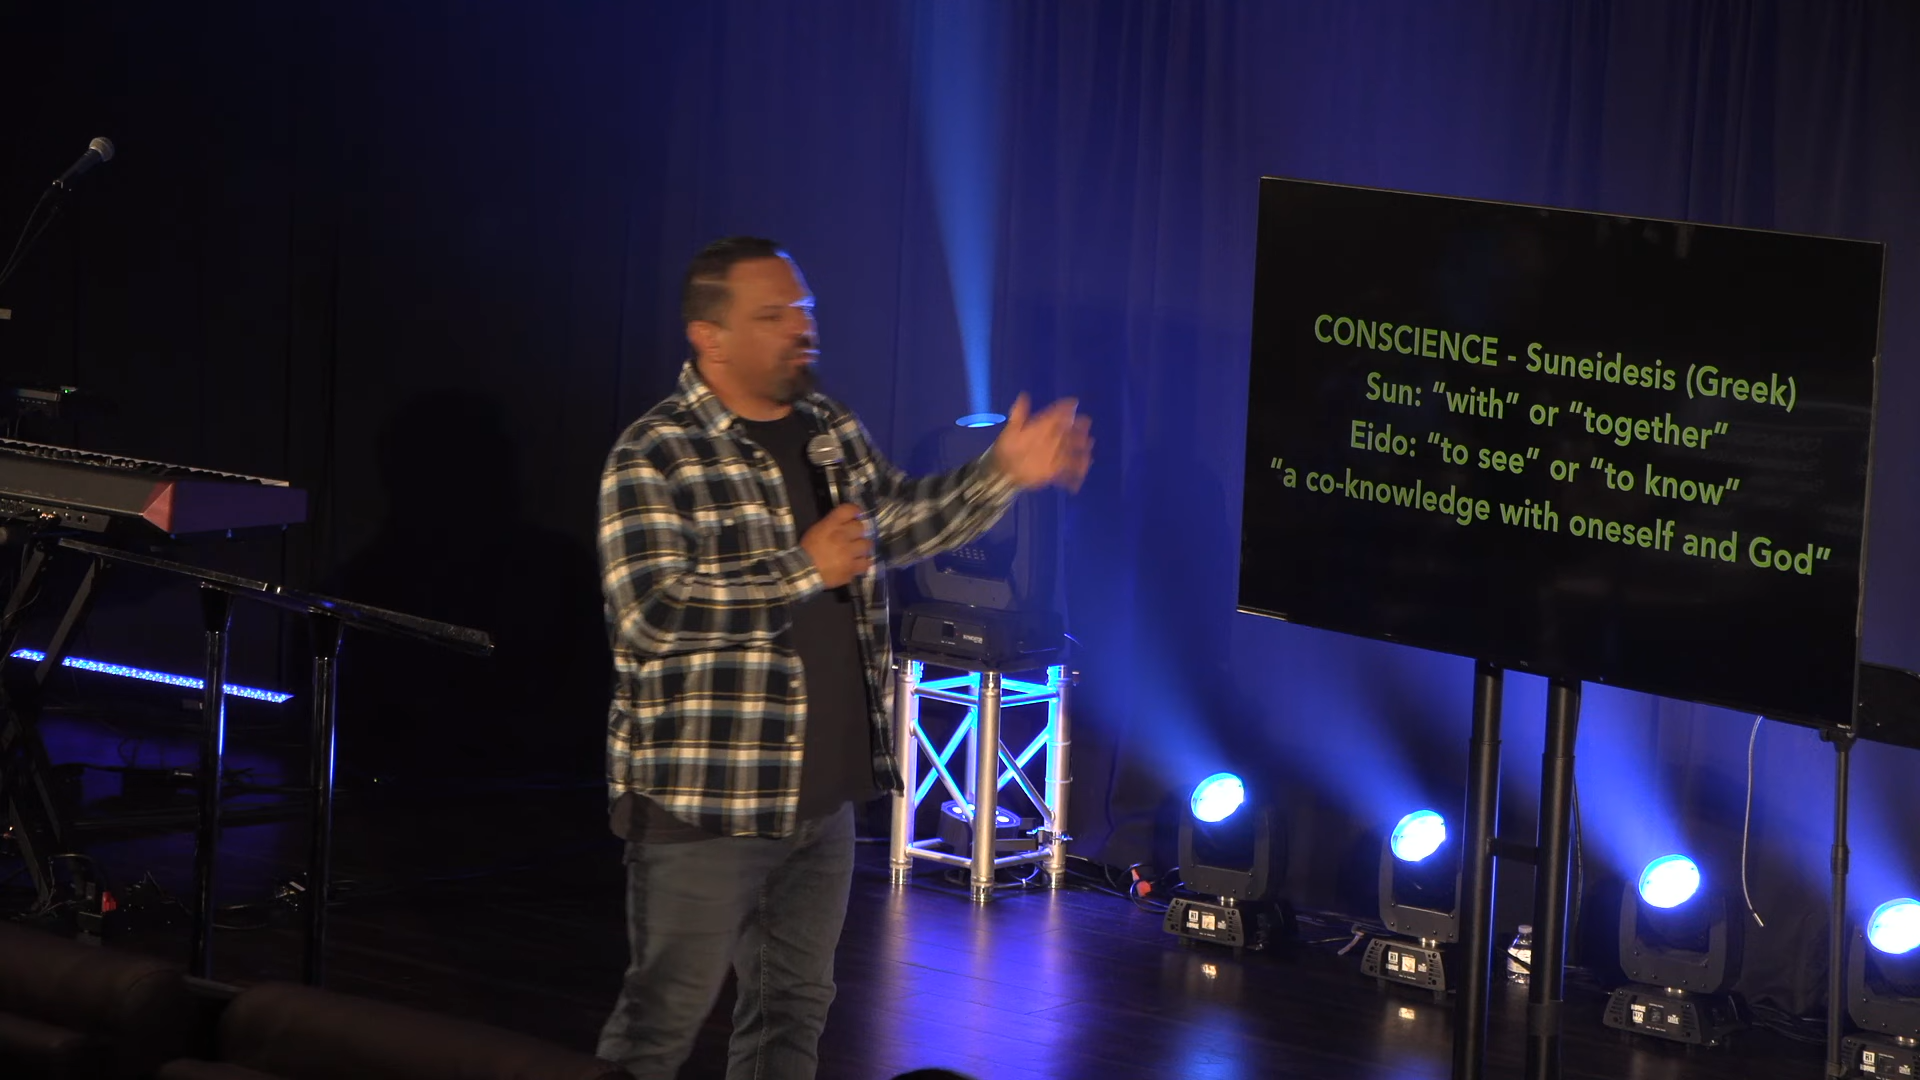 CONSCIENCE - Suneidesis (Greek)
Sun: “with” or “together”
Eido: “to see” or “to know”
“a co-knowledge with oneself and God”